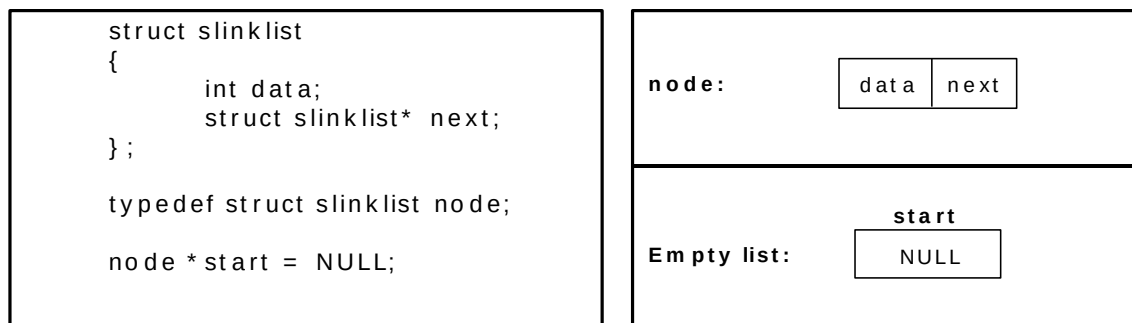 struct slinklist
{
int data;
struct slinklist* next;
};
typedef struct slinklist node;
node *start = NULL;
node: data next
start
Empty list: NULL